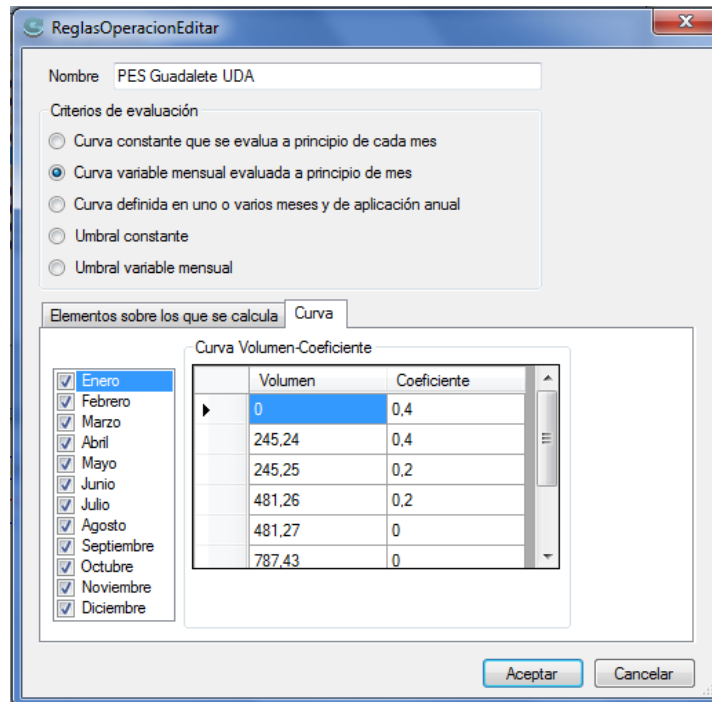 ReglasOperacionEditar
Nombre PES Guadalete UDA
Criterios de evaluación
Curva constante que se evalua a principio de cada mes
Curva variable mensual evaluada a principio de mes
Curva definida en uno o varios meses y de aplicación anual
Umbral constante
Umbral variable mensual
Elementos sobre los que se calcula Curva
Curva Volumen-Coeficiente
Enero
Febrero
Marzo
Abril
Mayo
Junio
Julio
Agosto
Septiembre
Octubre
Noviembre
Diciembre
Volumen Coeficiente
0 0,4
245,24 0,4
245,25 0,2
481,26 0,2
481,27 0
787,43 0
Aceptar Cancelar